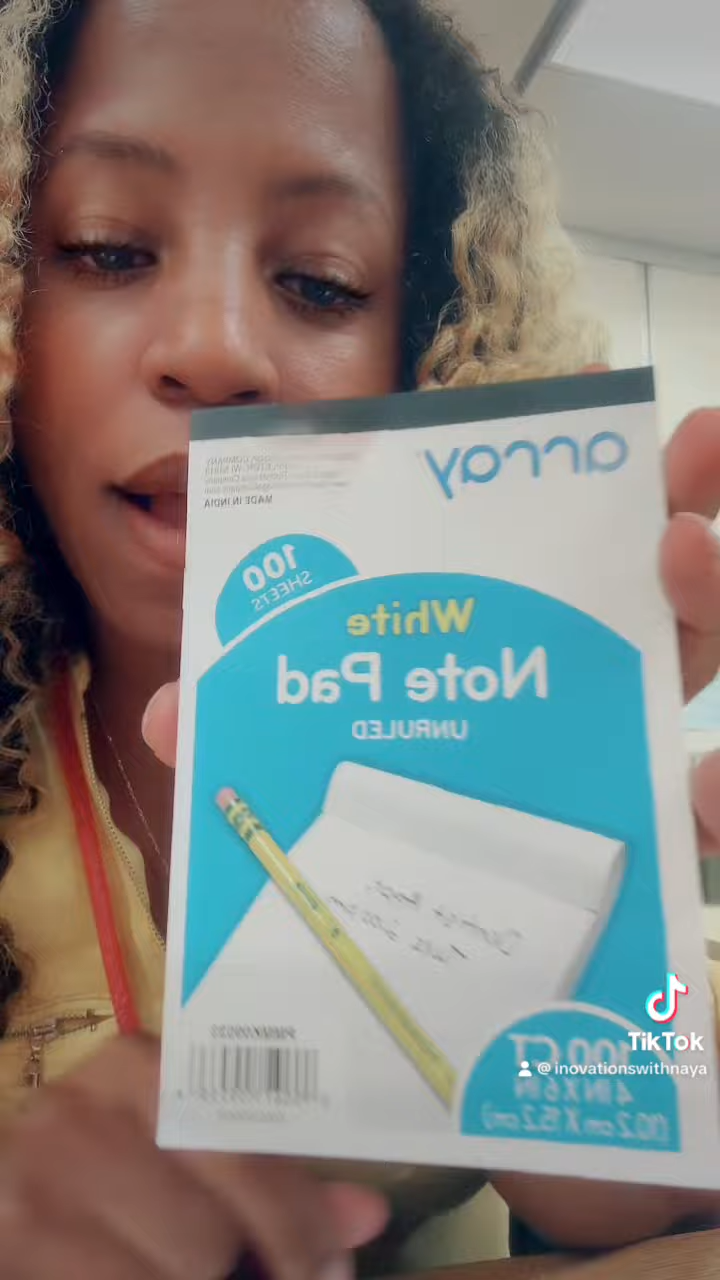 array
MADE IN INDIA
100
SHEETS
White
Note Pad
UNRULED
100 CT
4 IN X 6 IN
(10.2 cm X 15.2 cm)
TikTok
@inovationswithnaya